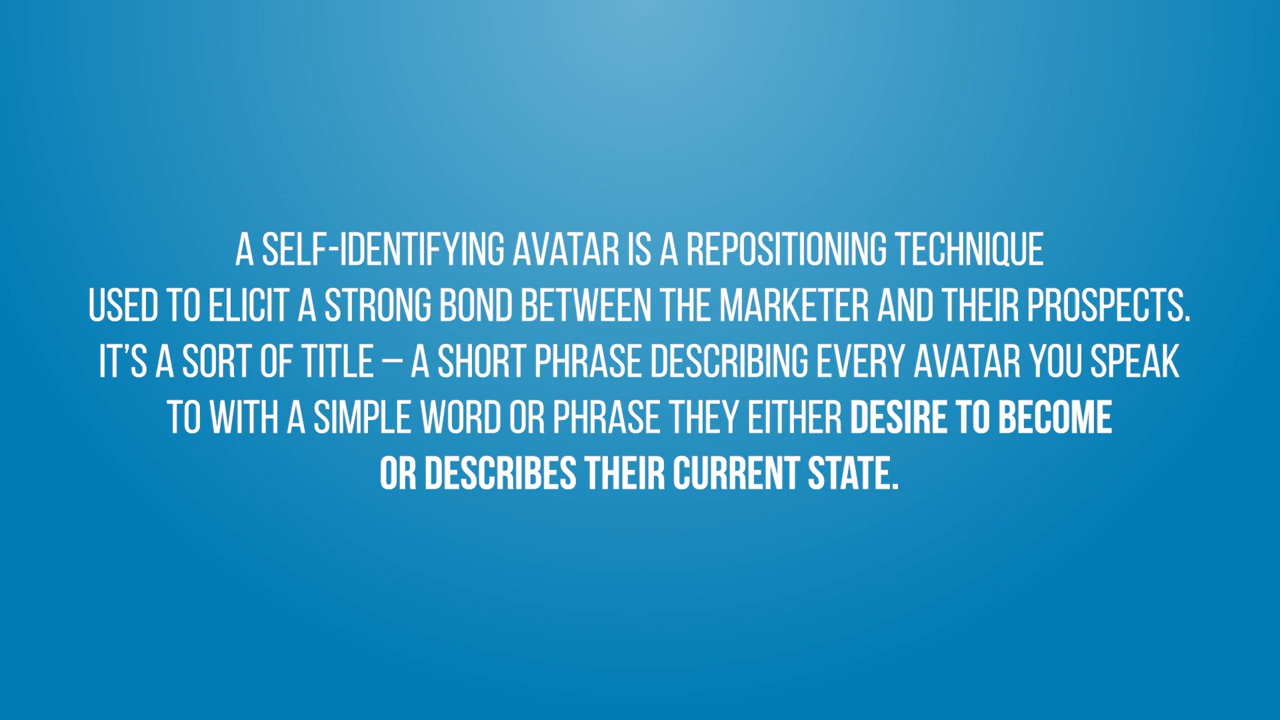 A SELF-IDENTIFYING AVATAR IS A REPOSITIONING TECHNIQUE
USED TO ELICIT A STRONG BOND BETWEEN THE MARKETER AND THEIR PROSPECTS.
IT’S A SORT OF TITLE – A SHORT PHRASE DESCRIBING EVERY AVATAR YOU SPEAK
TO WITH A SIMPLE WORD OR PHRASE THEY EITHER DESIRE TO BECOME
OR DESCRIBES THEIR CURRENT STATE.